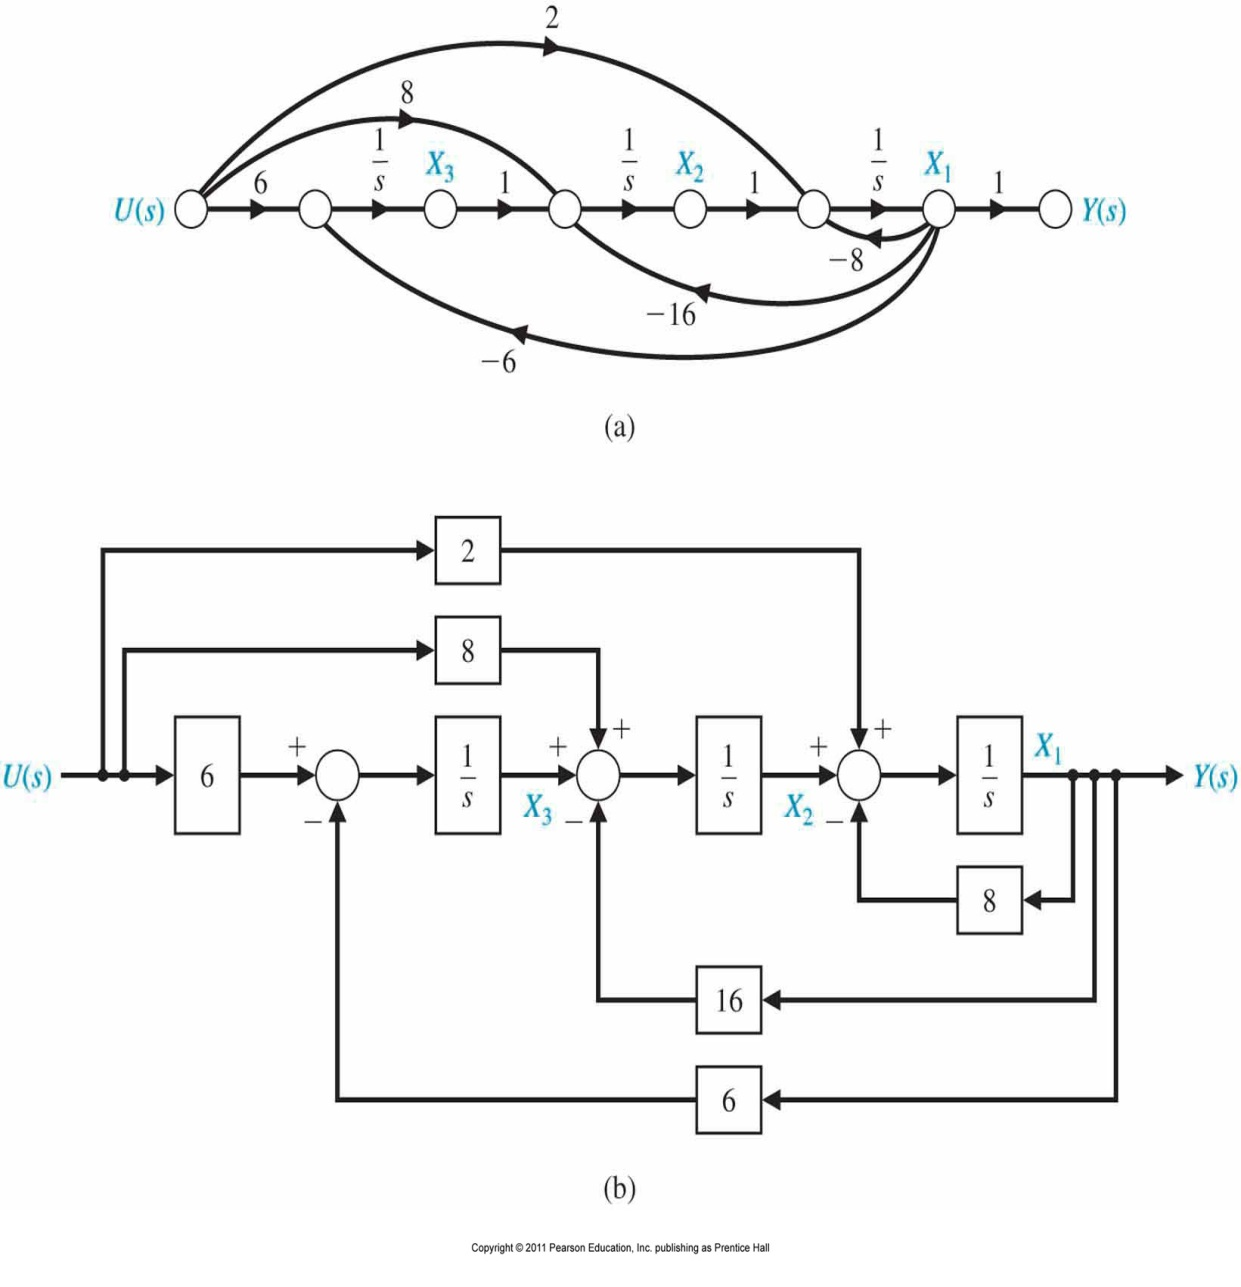 2
8
1/s X₃ 1/s X₂ 1/s X₁
U(s) 6 1 1 1 Y(s)
−8
−16
−6
(a)
2
8
+ +
U(s) 6 + 1/s + 1/s + 1/s X₁ Y(s)
− X₃ − X₂ −
8
16
6
(b)
Copyright © 2011 Pearson Education, Inc. publishing as Prentice Hall